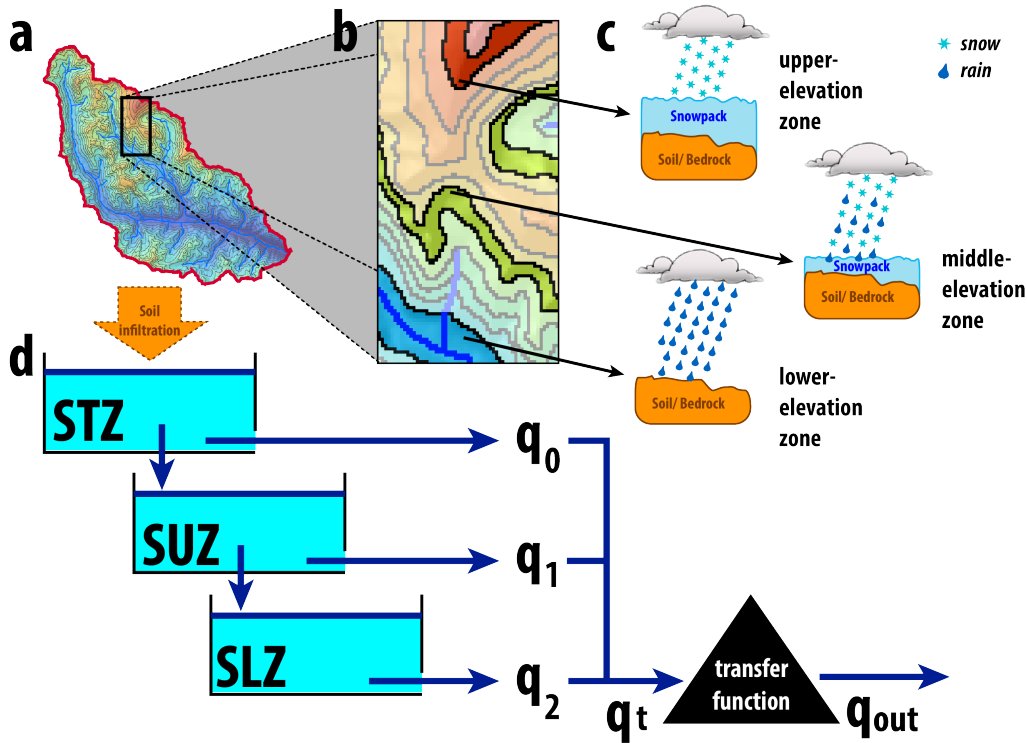 a
b
c
snow
rain
upper-
elevation
zone
Snowpack
Soil/ Bedrock
middle-
elevation
zone
Snowpack
Soil/ Bedrock
lower-
elevation
zone
Soil/ Bedrock
Soil
infiltration
d
STZ
q0
SUZ
q1
SLZ
q2
qt
transfer
function
qout